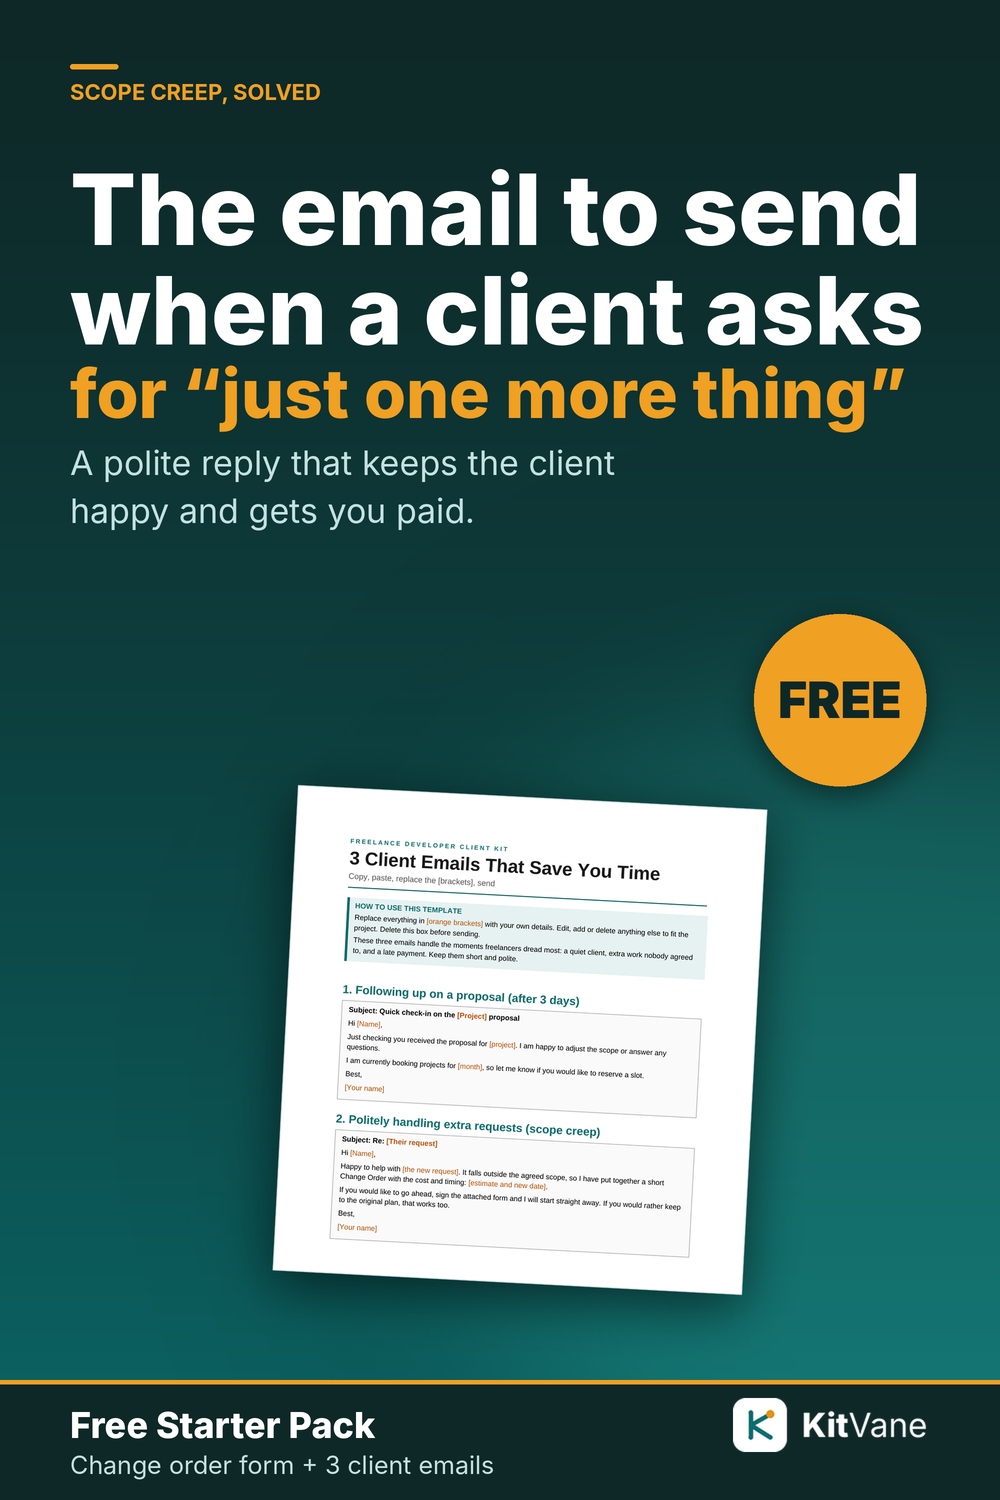 SCOPE CREEP, SOLVED
The email to send
when a client asks
for “just one more thing”
A polite reply that keeps the client
happy and gets you paid.
FREE
FREELANCE DEVELOPER CLIENT KIT
3 Client Emails That Save You Time
Copy, paste, replace the [brackets], send
HOW TO USE THIS TEMPLATE
Replace everything in [orange brackets] with your own details. Edit, add or delete anything else to fit the
project. Delete this box before sending.
These three emails handle the moments freelancers dread most: a quiet client, extra work nobody agreed
to, and a late payment. Keep them short and polite.
1. Following up on a proposal (after 3 days)
Subject: Quick check-in on the [Project] proposal
Hi [Name],
Just checking you received the proposal for [project]. I am happy to adjust the scope or answer any
questions.
I am currently booking projects for [month], so let me know if you would like to reserve a slot.
Best,
[Your name]
2. Politely handling extra requests (scope creep)
Subject: Re: [Their request]
Hi [Name],
Happy to help with [the new request]. It falls outside the agreed scope, so I have put together a short
Change Order with the cost and timing: [estimate and new date].
If you would like to go ahead, sign the attached form and I will start straight away. If you would rather keep
to the original plan, that works too.
Best,
[Your name]
Free Starter Pack
Change order form + 3 client emails
KitVane